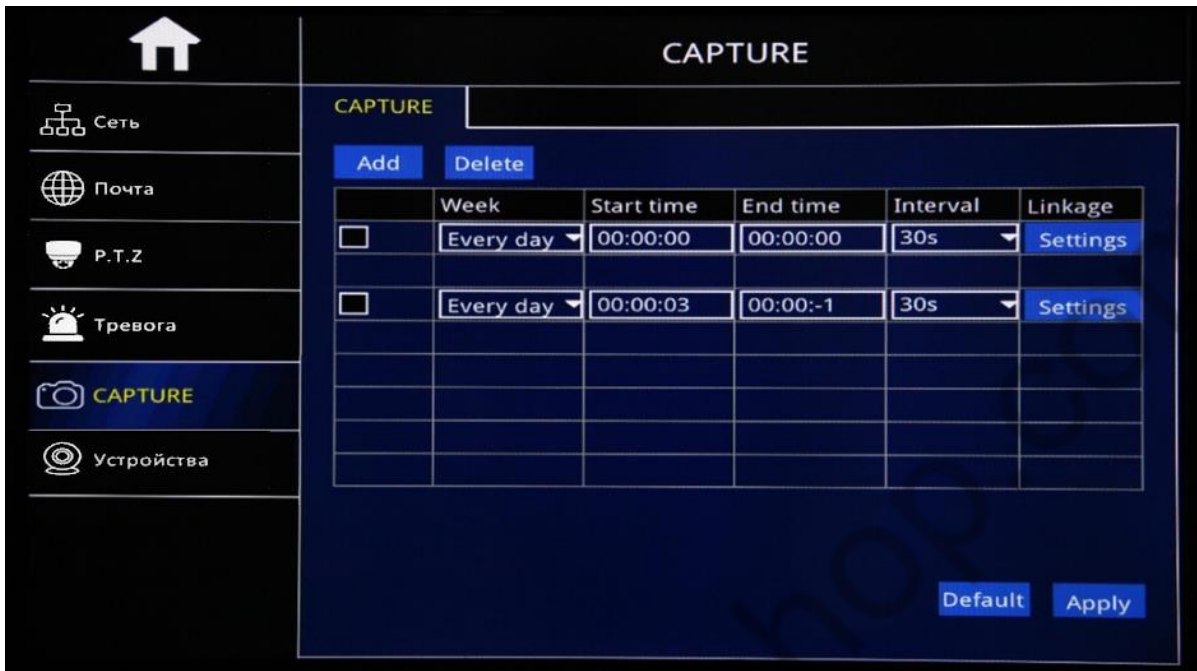 CAPTURE
Сеть
Почта
P.T.Z
Тревога
CAPTURE
Устройства
CAPTURE
Add Delete
Week Start time End time Interval Linkage
Every day 00:00:00 00:00:00 30s Settings
Every day 00:00:03 00:00:-1 30s Settings
Default Apply